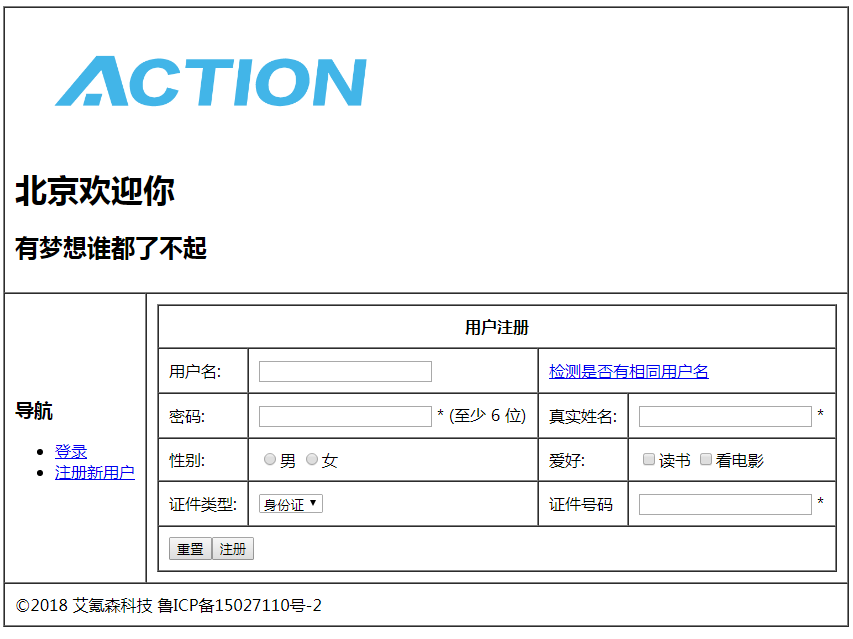 ACTION
北京欢迎你
有梦想谁都了不起
导航
登录
注册新用户
用户注册
用户名: 检测是否有相同用户名
密码: * (至少 6 位) 真实姓名: *
性别: 男 女 爱好: 读书 看电影
证件类型: 身份证 证件号码 *
重置 注册
©2018 艾氪森科技 鲁ICP备15027110号-2